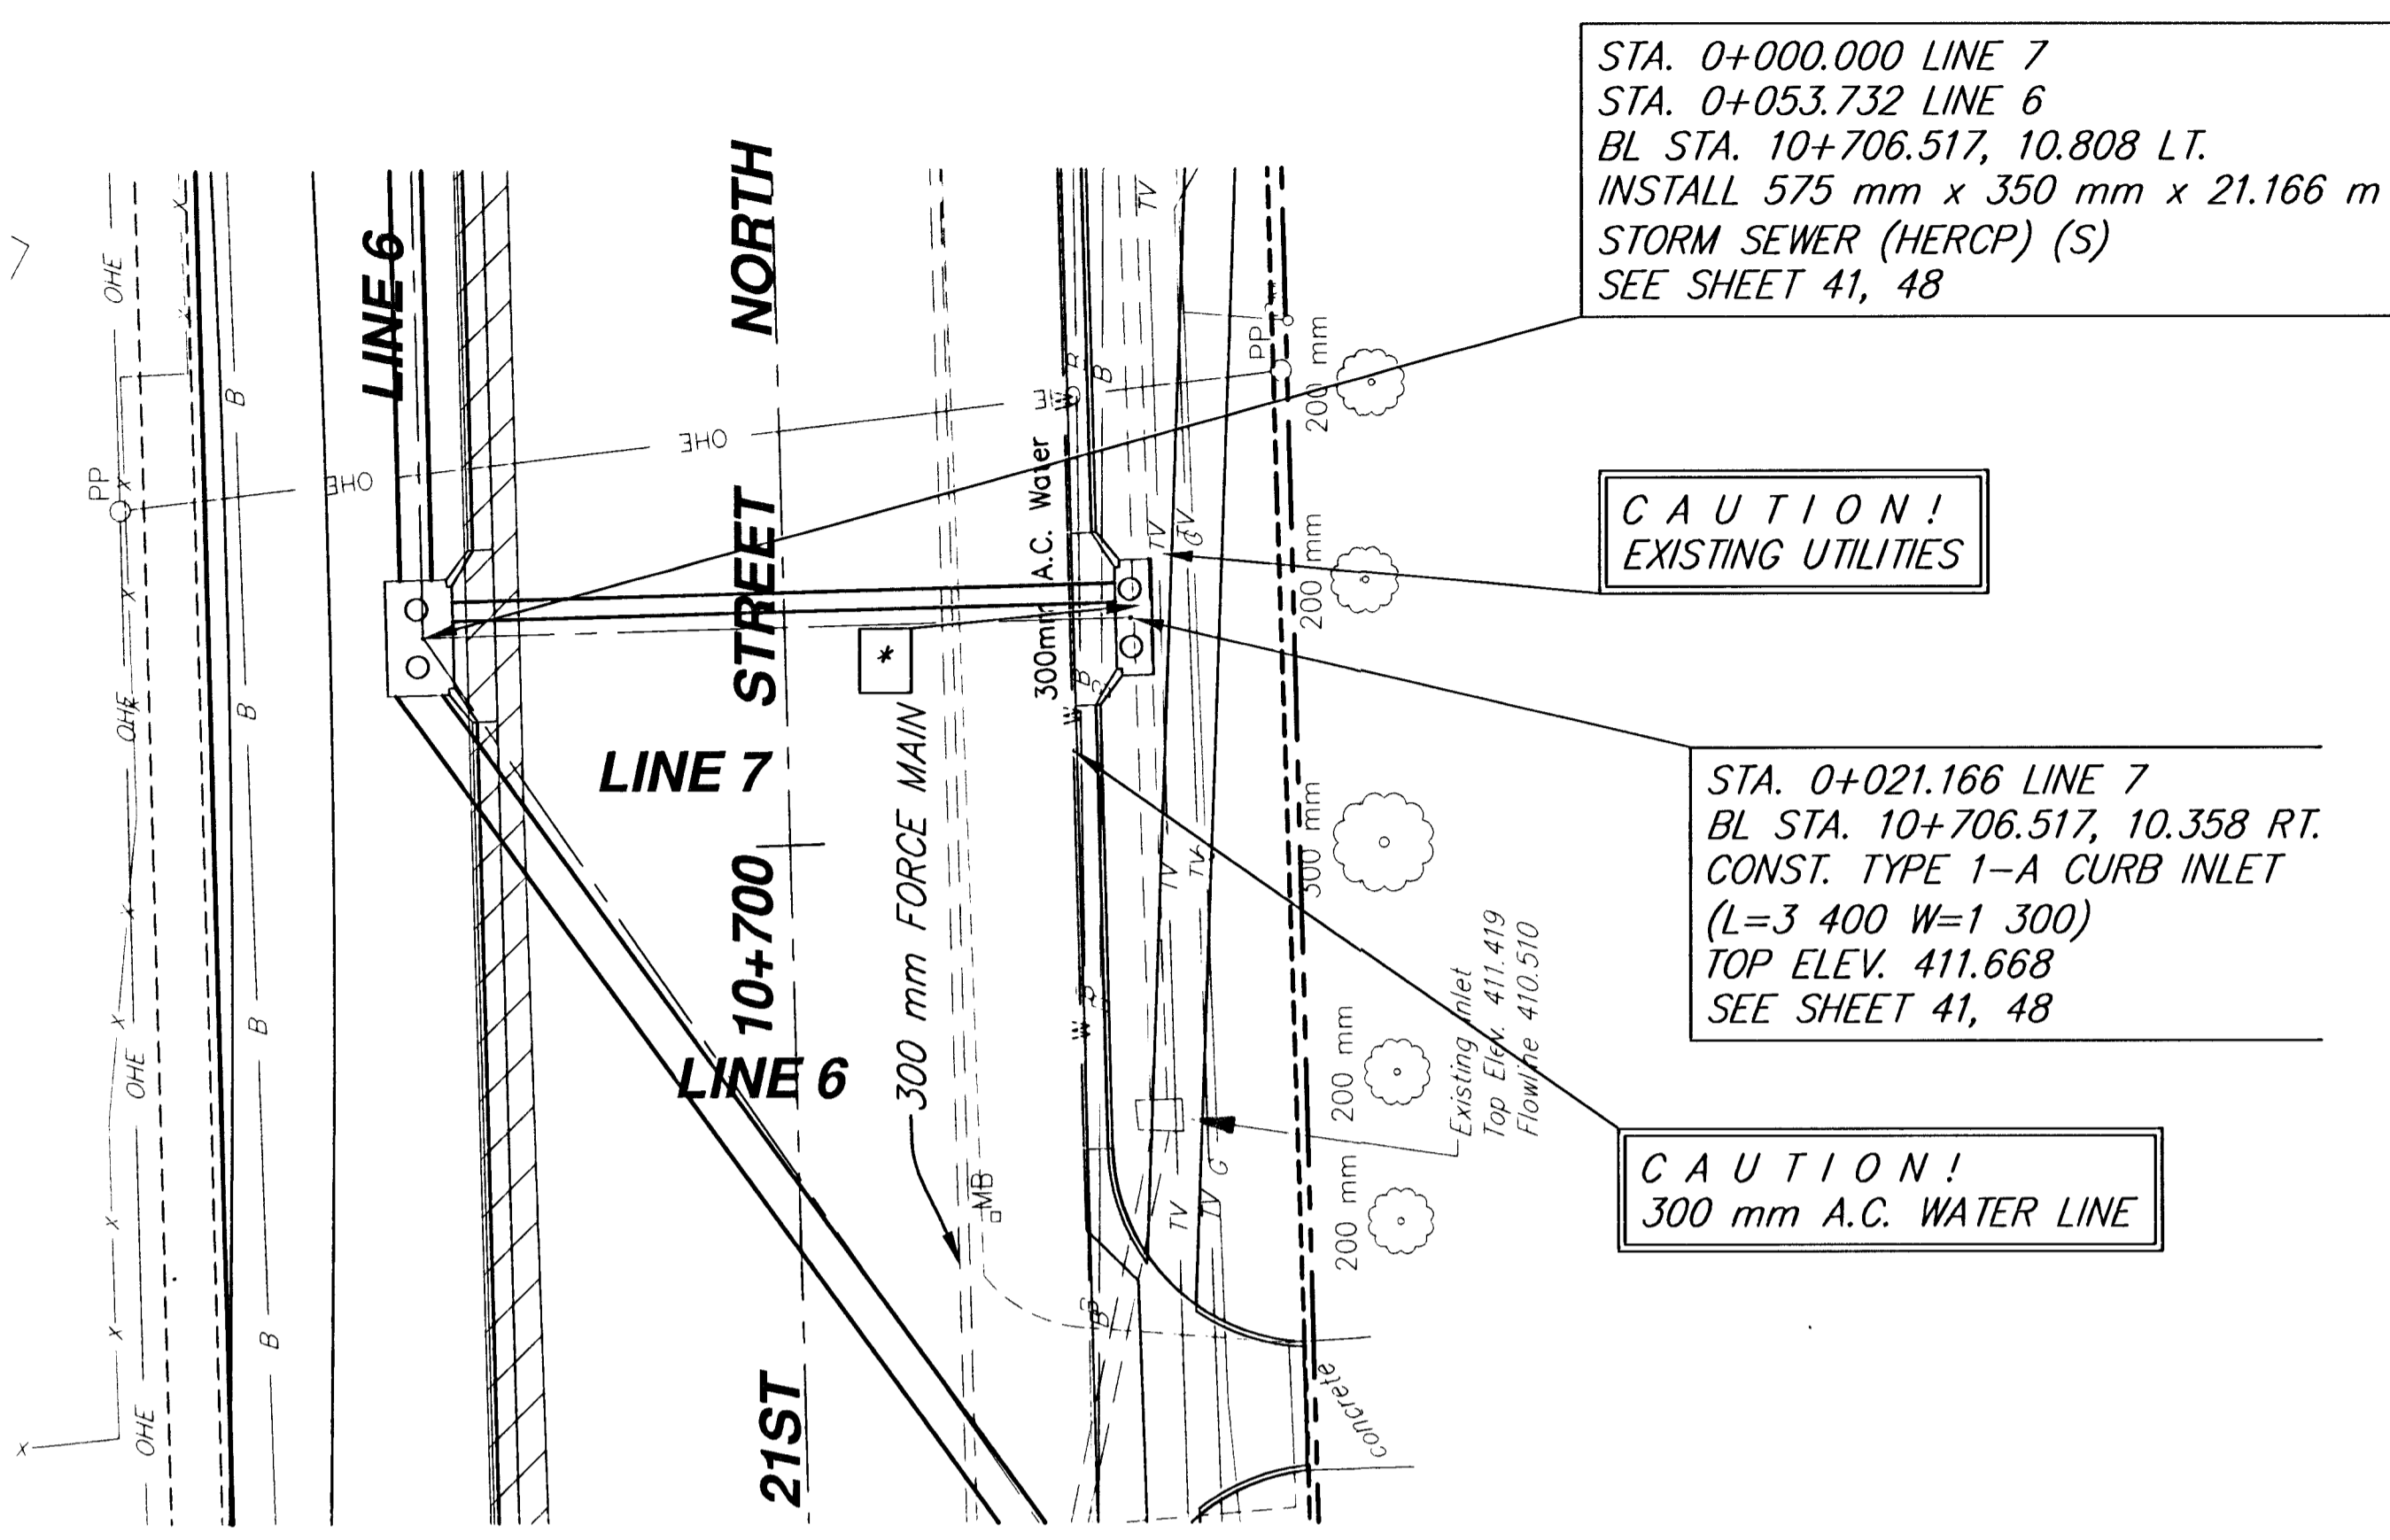 STA. 0+000.000 LINE 7
STA. 0+053.732 LINE 6
BL STA. 10+706.517, 10.808 LT.
INSTALL 575 mm x 350 mm x 21.166 m
STORM SEWER (HERCP) (S)
SEE SHEET 41, 48
CAUTION!
EXISTING UTILITIES
STA. 0+021.166 LINE 7
BL STA. 10+706.517, 10.358 RT.
CONST. TYPE 1-A CURB INLET
(L=3 400 W=1 300)
TOP ELEV. 411.668
SEE SHEET 41, 48
CAUTION!
300 mm A.C. WATER LINE
LINE 6
21ST STREET NORTH
10+700
LINE 7
LINE 6
300 mm FORCE MAIN
300mm A.C. Water
Existing Inlet
Top Elev. 411.419
Flowline 410.510
concrete
200 mm
200 mm
300 mm
200 mm
200 mm
PP
PP
MB
OHE
OHE
OHE
OHE
OHE
OHE
B
B
B
B
B
B
B
TV
TV
TV
TV
TV
TV
TV
G
G
W
W
W
*
x
x
x
x
x
x
x